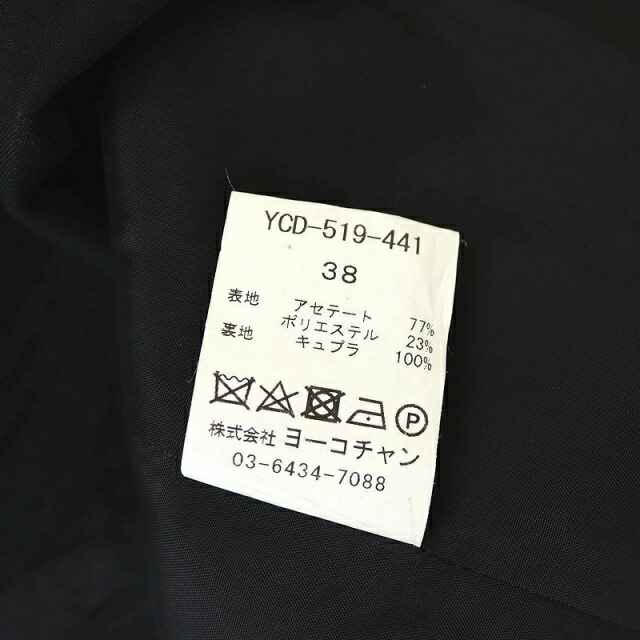 YCD-519-441
38
表地 アセテート 77%
ポリエステル 23%
裏地 キュプラ 100%
P
株式会社 ヨーコチャン
03-6434-7088